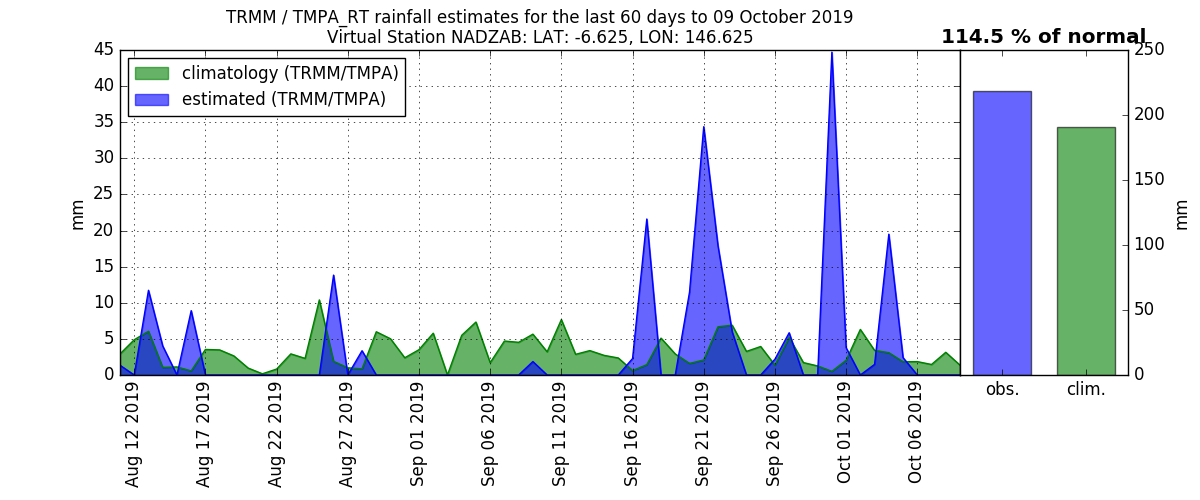 TRMM / TMPA_RT rainfall estimates for the last 60 days to 09 October 2019
Virtual Station NADZAB: LAT: -6.625, LON: 146.625
114.5 % of normal
climatology (TRMM/TMPA)
estimated (TRMM/TMPA)
45
40
35
30
25
20
15
10
5
0
mm
Aug 12 2019
Aug 17 2019
Aug 22 2019
Aug 27 2019
Sep 01 2019
Sep 06 2019
Sep 11 2019
Sep 16 2019
Sep 21 2019
Sep 26 2019
Oct 01 2019
Oct 06 2019
250
200
150
100
50
0
mm
obs.
clim.